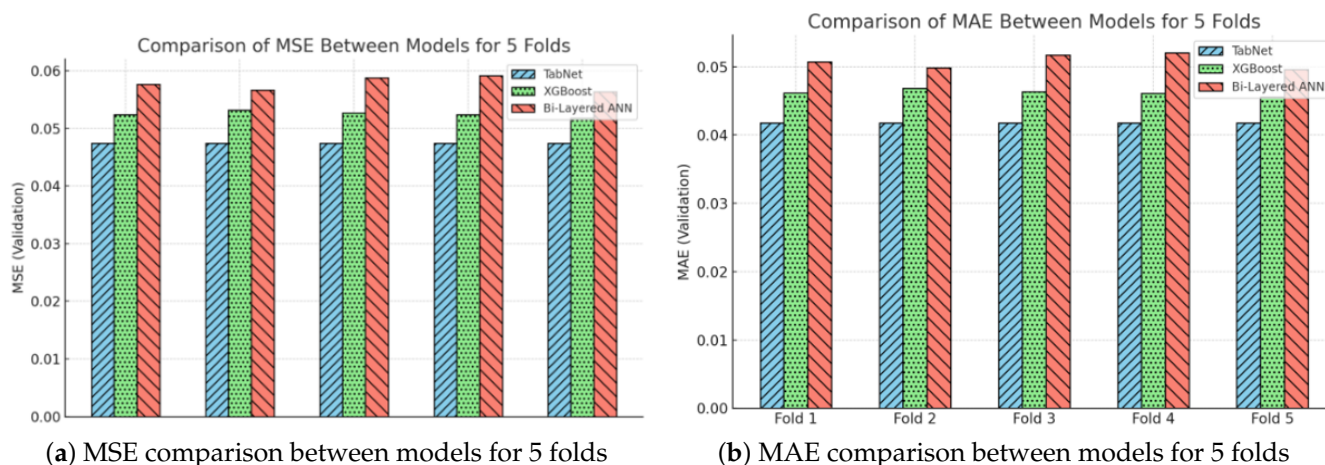 Comparison of MSE Between Models for 5 Folds
TabNet
XGBoost
Bi-Layered ANN
MSE (Validation)
0.06
0.05
0.04
0.03
0.02
0.01
0.00
(a) MSE comparison between models for 5 folds
Comparison of MAE Between Models for 5 Folds
TabNet
XGBoost
Bi-Layered ANN
MAE (Validation)
0.05
0.04
0.03
0.02
0.01
0.00
Fold 1 Fold 2 Fold 3 Fold 4 Fold 5
(b) MAE comparison between models for 5 folds